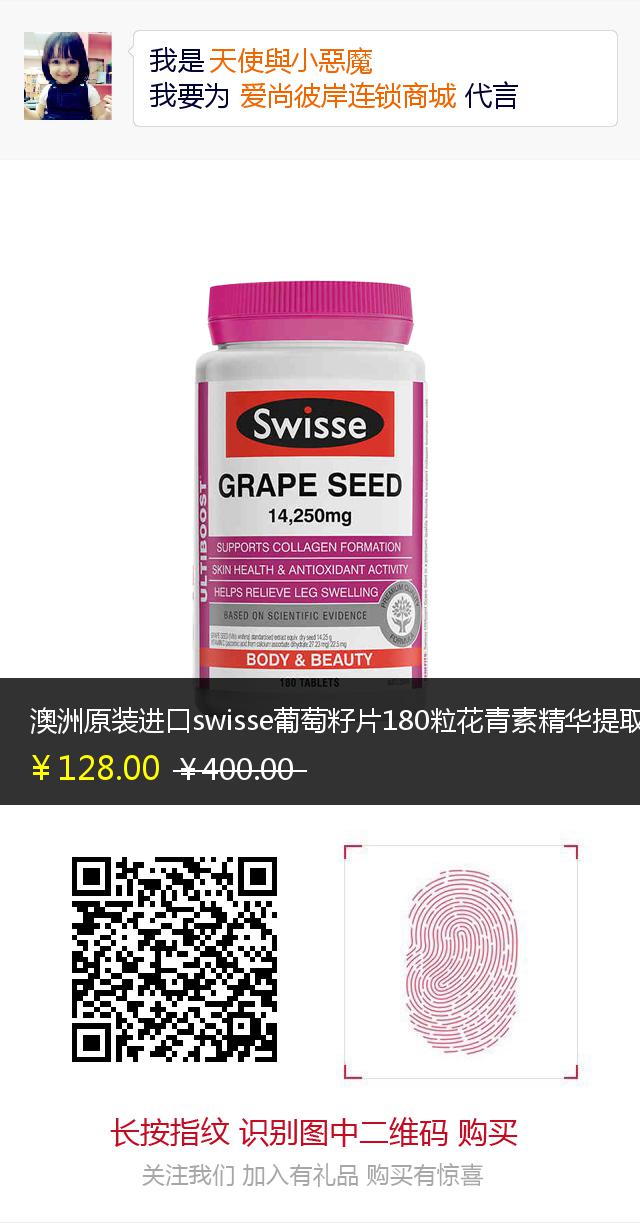 我是天使與小惡魔
我要为 爱尚彼岸连锁商城 代言
Swisse
GRAPE SEED
14,250mg
ULTIBOOST
SUPPORTS COLLAGEN FORMATION
SKIN HEALTH & ANTIOXIDANT ACTIVITY
HELPS RELIEVE LEG SWELLING
BASED ON SCIENTIFIC EVIDENCE
BODY & BEAUTY
180 TABLETS
澳洲原装进口swisse葡萄籽片180粒花青素精华提取
￥128.00 ￥400.00
长按指纹 识别图中二维码 购买
关注我们 加入有礼品 购买有惊喜